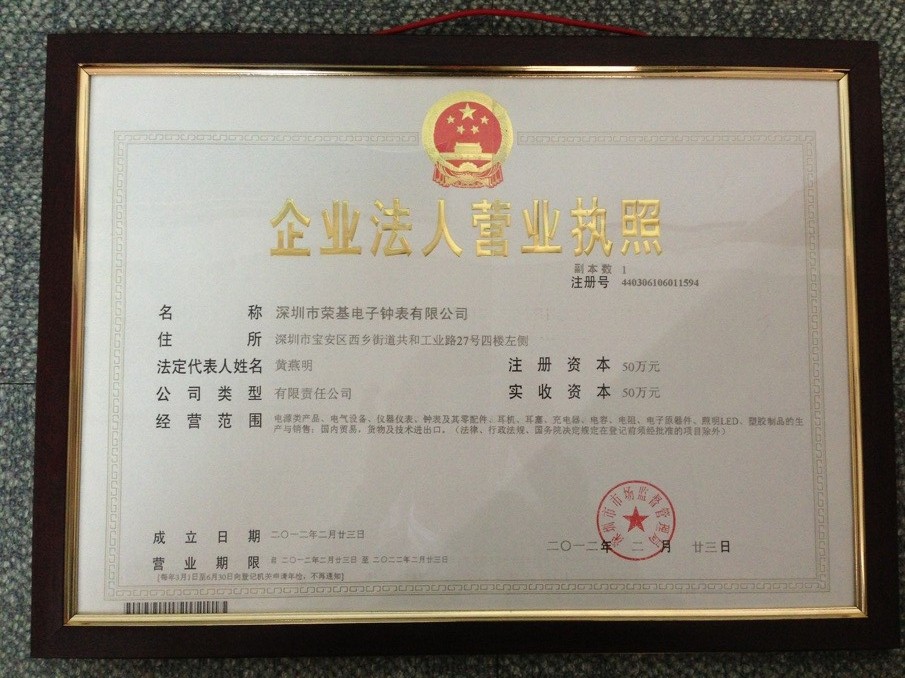 企业法人营业执照
副本数 1
注册号 440306106011594
名称 深圳市荣基电子钟表有限公司
住所 深圳市宝安区西乡街道共和工业路27号四楼左侧
法定代表人姓名 黄燕明 注册资本 50万元
公司类型 有限责任公司 实收资本 50万元
经营范围 电源类产品、电气设备、仪器仪表、钟表及其零配件、耳机、耳塞、充电器、电容、电阻、电子原器件、照明LED、塑胶制品的生
产与销售；国内贸易，货物及技术进出口。（法律、行政法规、国务院决定规定在登记前须经批准的项目除外）
深圳市市场监督管理局
成立日期 二〇一二年二月廿三日
二〇一二年 二 月 廿三日
营业期限 自 二〇一二年二月廿三日 至 二〇二二年二月廿三日
[每年3月1日至6月30日向登记机关申请年检，不再通知]